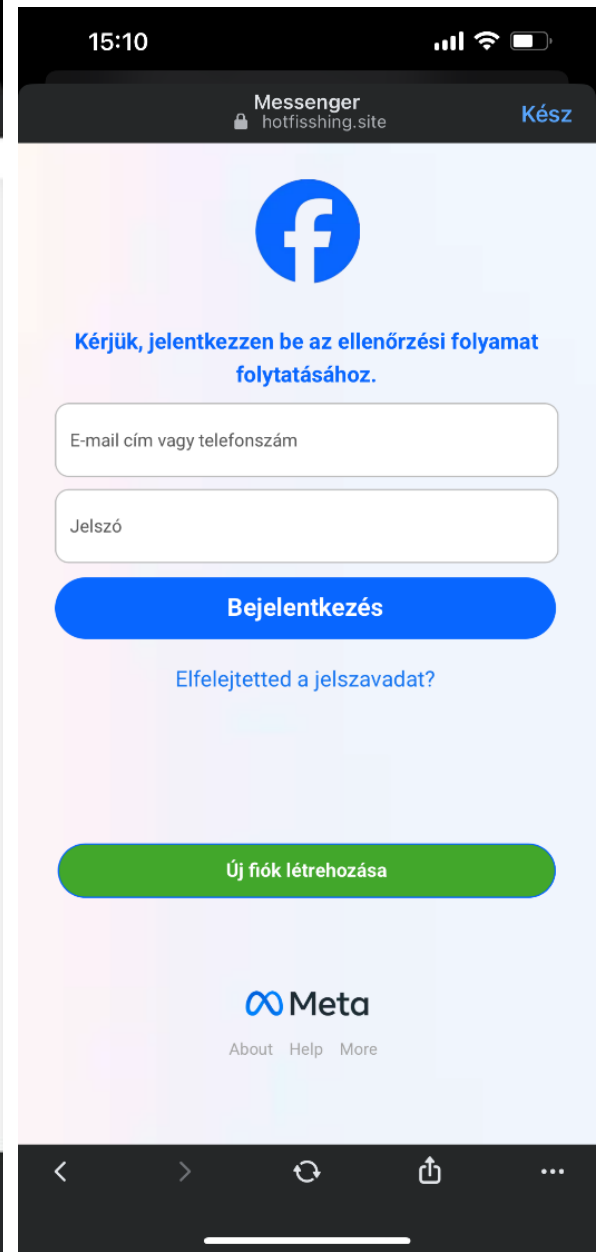 15:10
Messenger
hotfisshing.site
Kész
Kérjük, jelentkezzen be az ellenőrzési folyamat
folytatásához.
E-mail cím vagy telefonszám
Jelszó
Bejelentkezés
Elfelejtetted a jelszavadat?
Új fiók létrehozása
Meta
About Help More